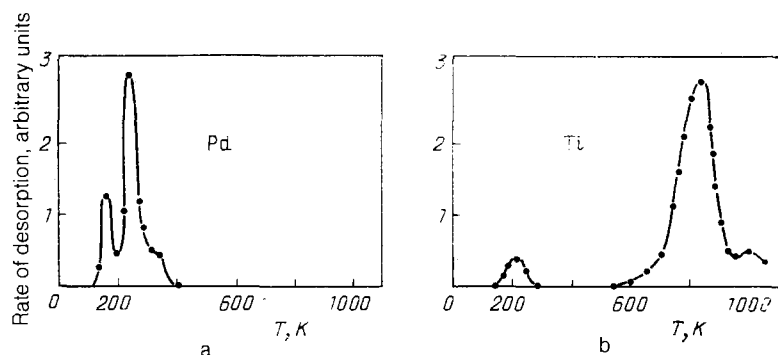 Rate of desorption, arbitrary units
3
2
1
0
Pd
200
600
1000
T, K
a
3
2
1
0
Ti
200
600
1000
T, K
b